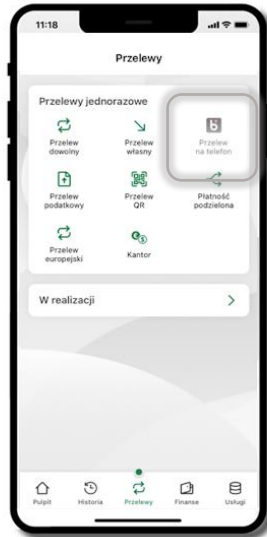 11:18
Przelewy
Przelewy jednorazowe
Przelew
dowolny
Przelew
własny
Przelew
na telefon
Przelew
podatkowy
Przelew
QR
Płatność
podzielona
Przelew
europejski
Kantor
W realizacji
Pulpit
Historia
Przelewy
Finanse
Usługi